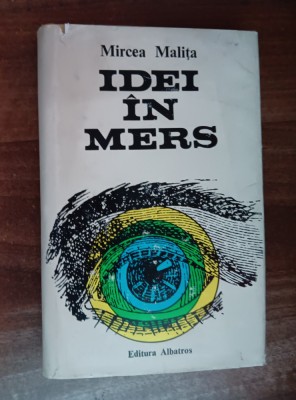 Mircea Malița
IDEI
ÎN
MERS
Editura Albatros